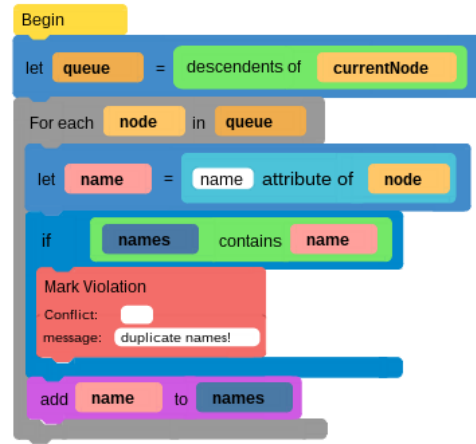 Begin
let queue = descendents of currentNode
For each node in queue
let name = name attribute of node
if names contains name
Mark Violation
Conflict:
message: duplicate names!
add name to names